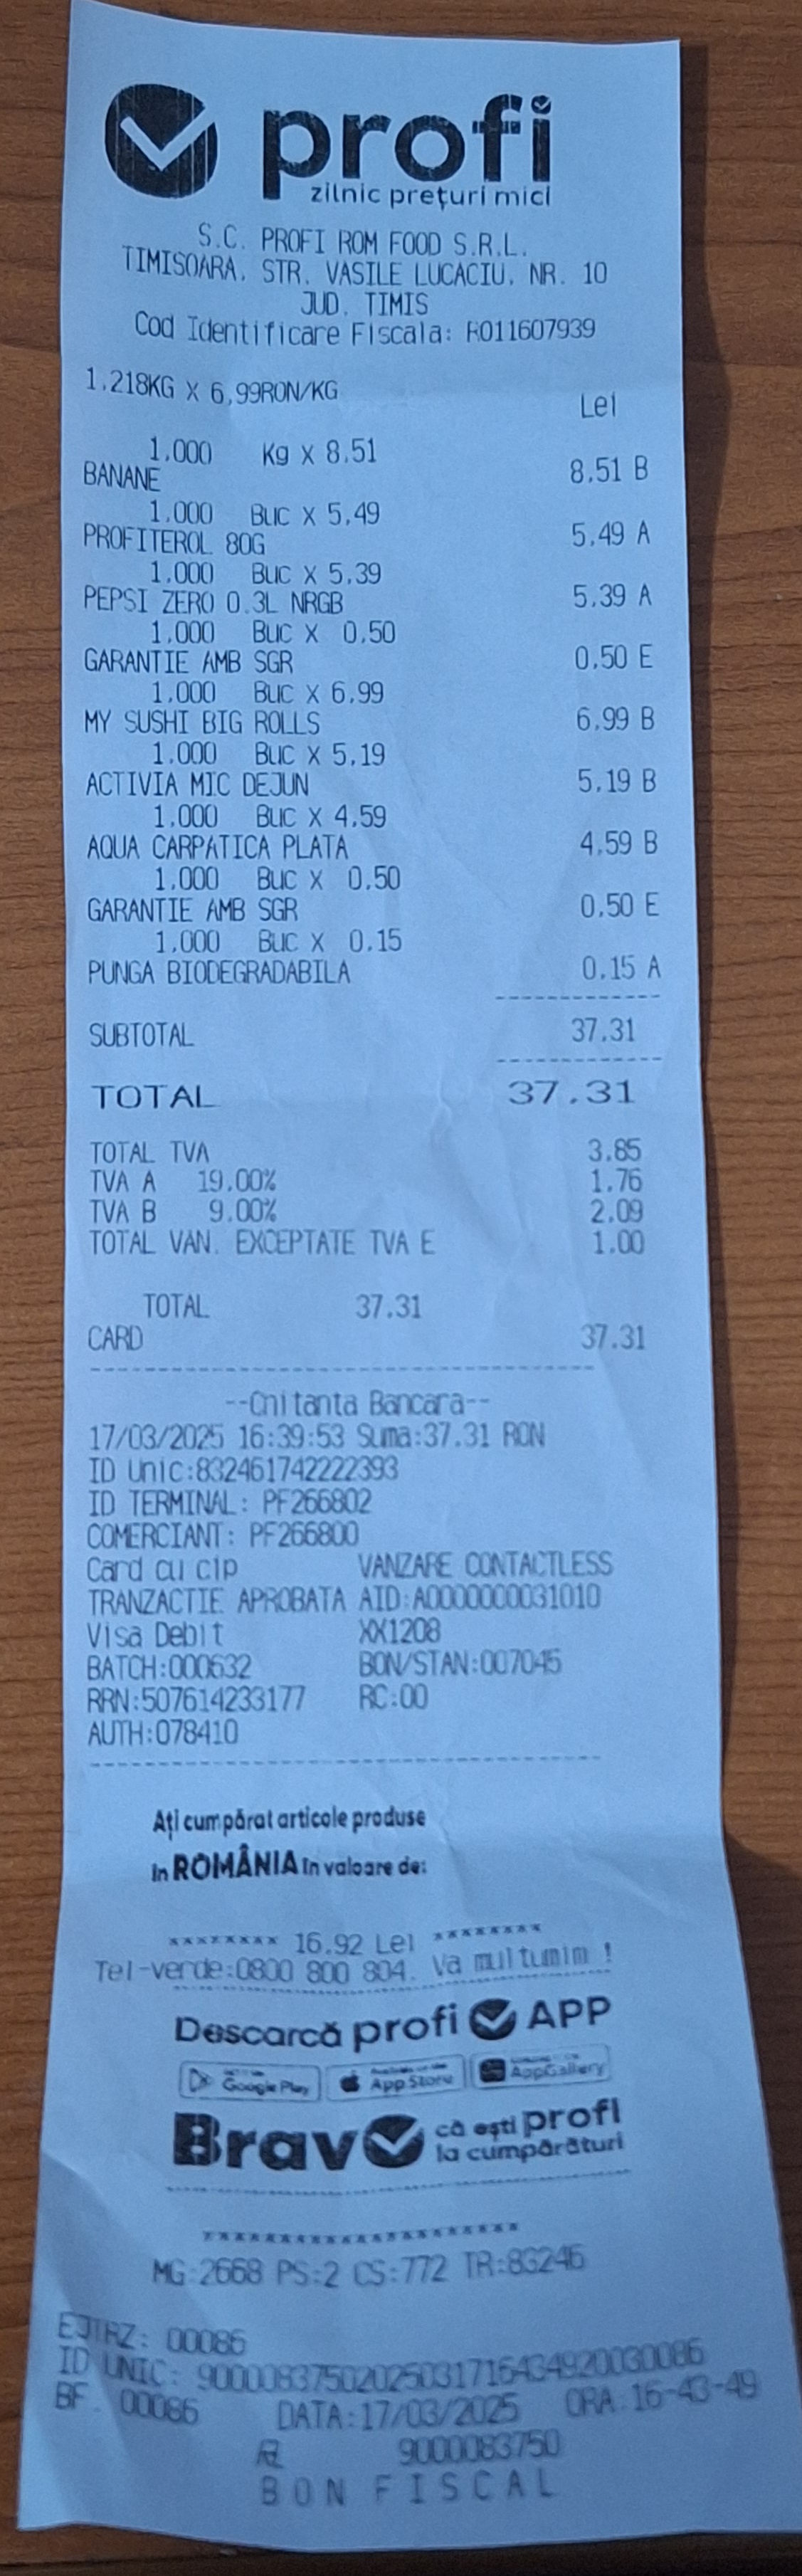 profi
zilnic prețuri mici
S.C. PROFI ROM FOOD S.R.L.
TIMISOARA, STR. VASILE LUCACIU, NR. 10
JUD. TIMIS
Cod Identificare Fiscala: RO11607939
1.218KG X 6,99RON/KG
Lei
1.000 Kg X 8.51
BANANE 8.51 B
1.000 Buc X 5.49
PROFITEROL 80G 5.49 A
1.000 Buc X 5.39
PEPSI ZERO 0.3L NRGB 5.39 A
1.000 Buc X 0.50
GARANTIE AMB SGR 0.50 E
1.000 Buc X 6.99
MY SUSHI BIG ROLLS 6.99 B
1.000 Buc X 5.19
ACTIVIA MIC DEJUN 5.19 B
1.000 Buc X 4.59
AQUA CARPATICA PLATA 4.59 B
1.000 Buc X 0.50
GARANTIE AMB SGR 0.50 E
1.000 Buc X 0.15
PUNGA BIODEGRADABILA 0.15 A
SUBTOTAL 37.31
TOTAL 37.31
TOTAL TVA 3.85
TVA A 19.00% 1.76
TVA B 9.00% 2.09
TOTAL VAN. EXCEPTATE TVA E 1.00
TOTAL 37.31
CARD 37.31
--Chitanta Bancara--
17/03/2025 16:39:53 Suma:37.31 RON
ID Unic:832461742222393
ID TERMINAL: PF266802
COMERCIANT: PF266800
Card cu cip VANZARE CONTACTLESS
TRANZACTIE APROBATA AID:A0000000031010
Visa Debit XX1208
BATCH:000632 BON/STAN:007045
RRN:507614233177 RC:00
AUTH:078410
Ați cumpărat articole produse
în ROMÂNIA în valoare de:
******** 16.92 Lei ********
Tel-verde:0800 800 804. Va multumim !
Descarcă profi APP
Google Play App Store AppGallery
Bravo că ești profi
la cumpărături
**********************
MG:2668 PS:2 CS:772 TR:83246
EJTRZ: 00086
ID UNIC: 90000837502025031716434920030086
BF. 00086 DATA:17/03/2025 ORA:16-43-49
9000083750
BON FISCAL